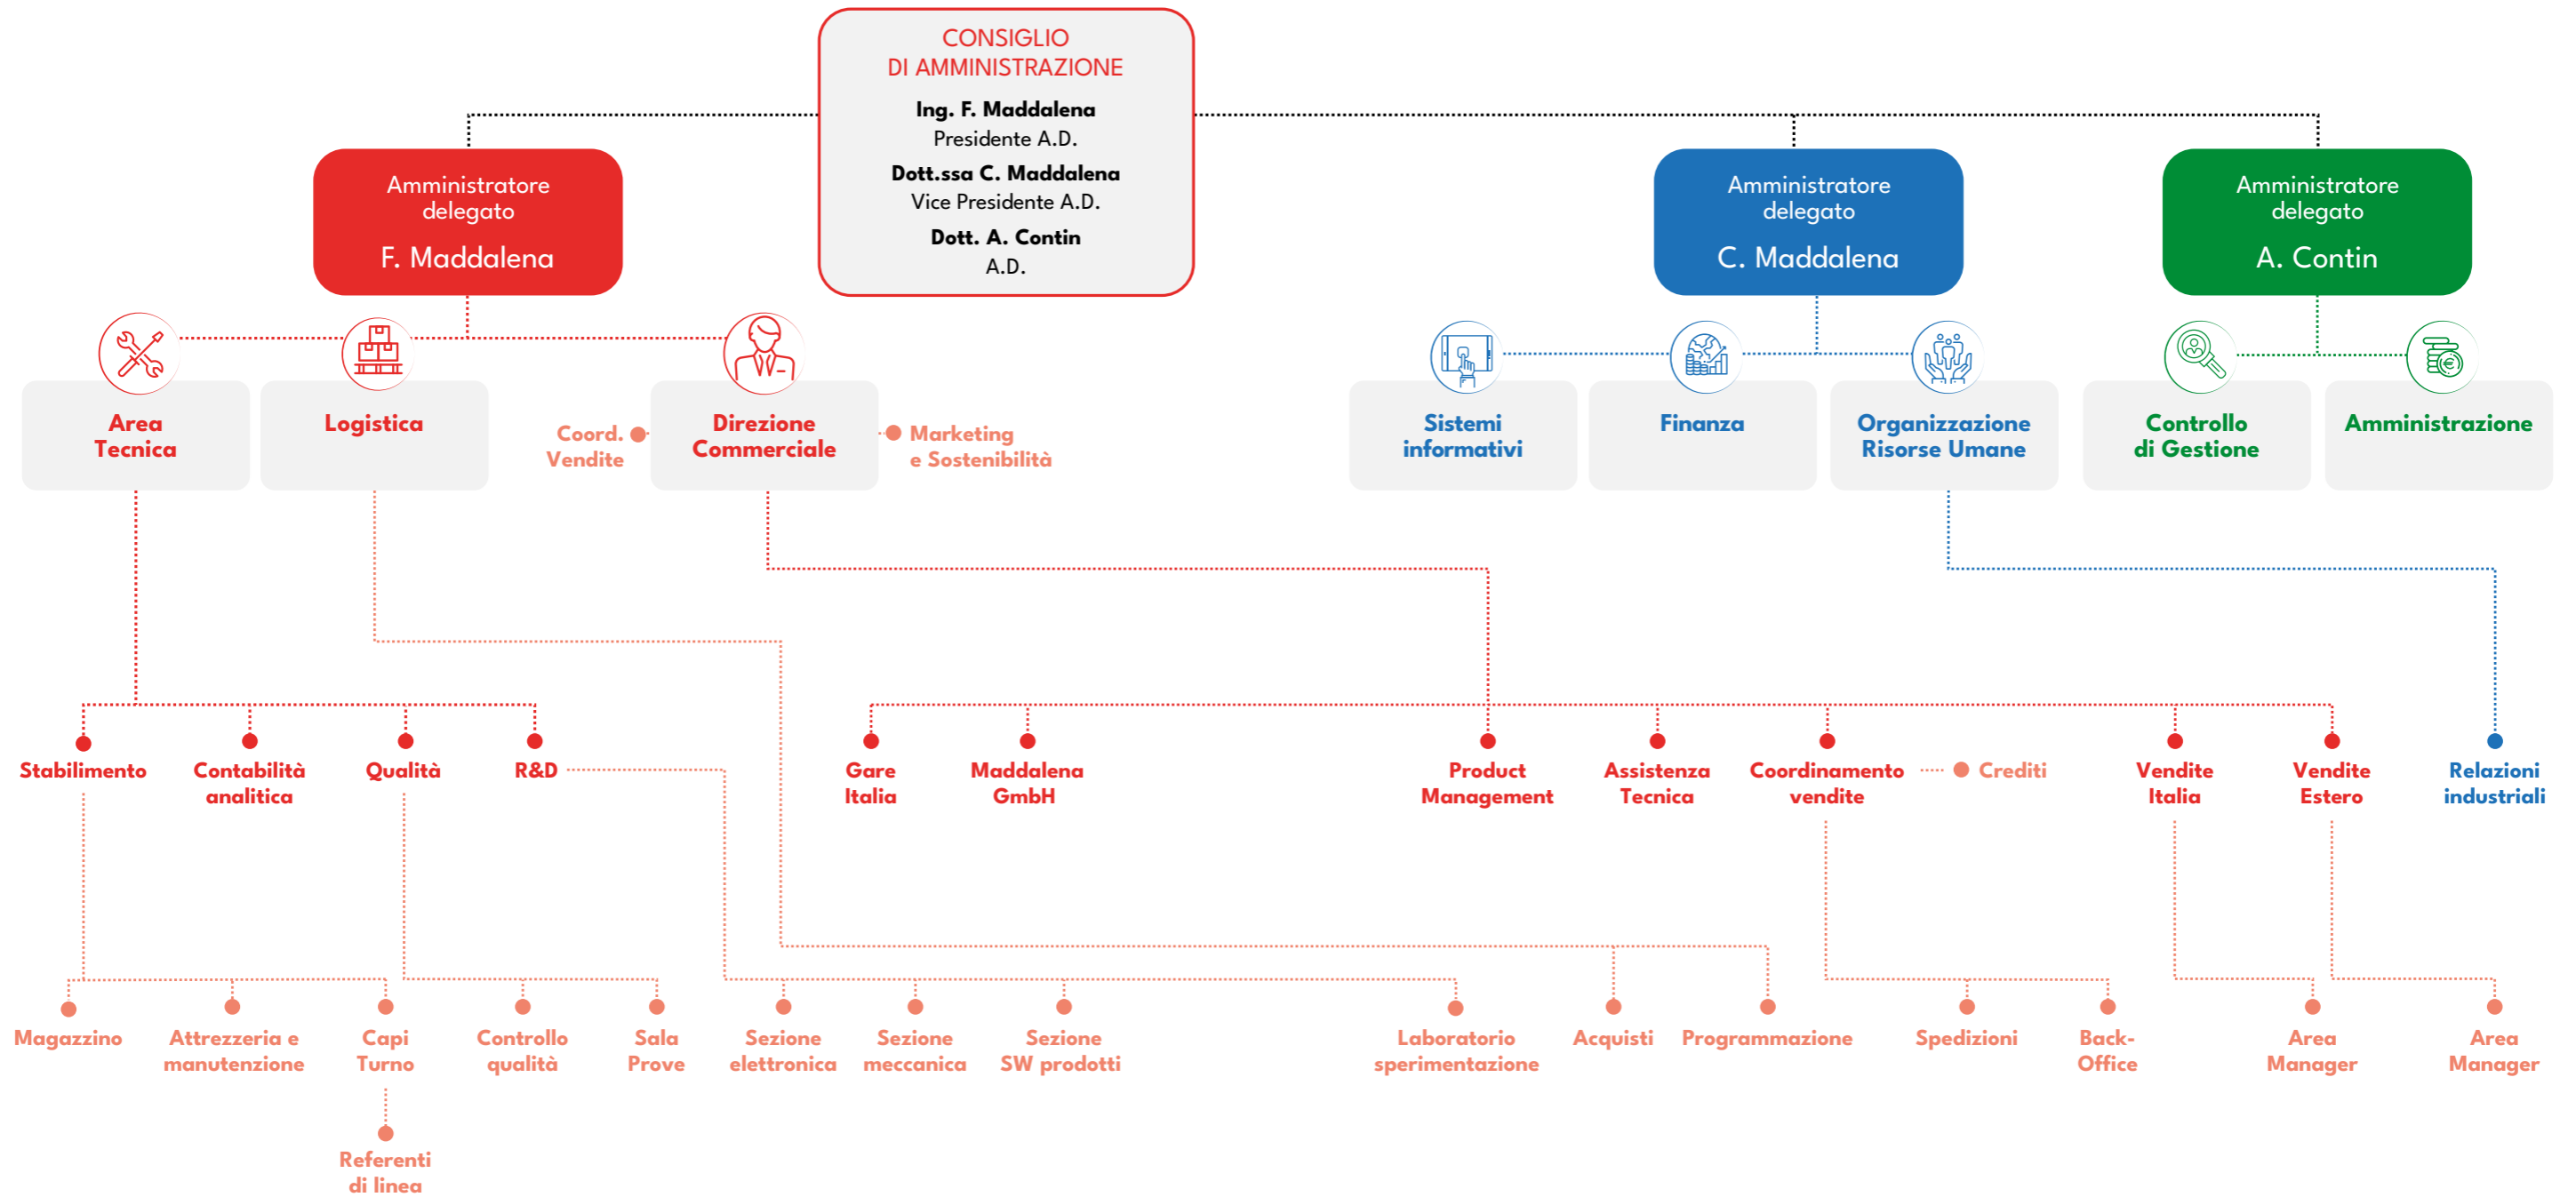 CONSIGLIO
DI AMMINISTRAZIONE
Ing. F. Maddalena
Presidente A.D.
Dott.ssa C. Maddalena
Vice Presidente A.D.
Dott. A. Contin
A.D.
Amministratore
delegato
F. Maddalena
Amministratore
delegato
C. Maddalena
Amministratore
delegato
A. Contin
Area
Tecnica
Logistica
Coord.
Vendite
Direzione
Commerciale
Marketing
e Sostenibilità
Sistemi
informativi
Finanza
Organizzazione
Risorse Umane
Controllo
di Gestione
Amministrazione
Stabilimento
Contabilità
analitica
Qualità
R&D
Gare
Italia
Maddalena
GmbH
Product
Management
Assistenza
Tecnica
Coordinamento
vendite
Crediti
Vendite
Italia
Vendite
Estero
Relazioni
industriali
Magazzino
Attrezzeria e
manutenzione
Capi
Turno
Controllo
qualità
Sala
Prove
Sezione
elettronica
Sezione
meccanica
Sezione
SW prodotti
Laboratorio
sperimentazione
Acquisti
Programmazione
Spedizioni
Back-
Office
Area
Manager
Area
Manager
Referenti
di linea